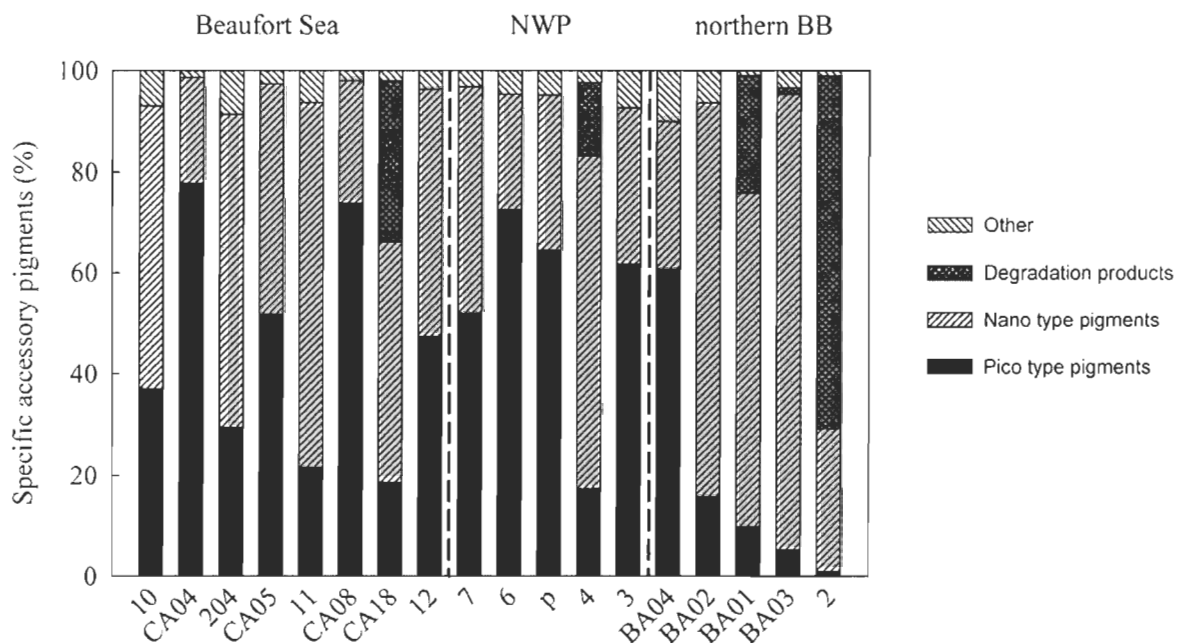 Beaufort Sea NWP northern BB
Specific accessory pigments (%)
100
80
60
40
20
0
10 CA04 204 CA05 11 CA08 CA18 12 7 6 p 4 3 BA04 BA02 BA01 BA03 2
Other
Degradation products
Nano type pigments
Pico type pigments